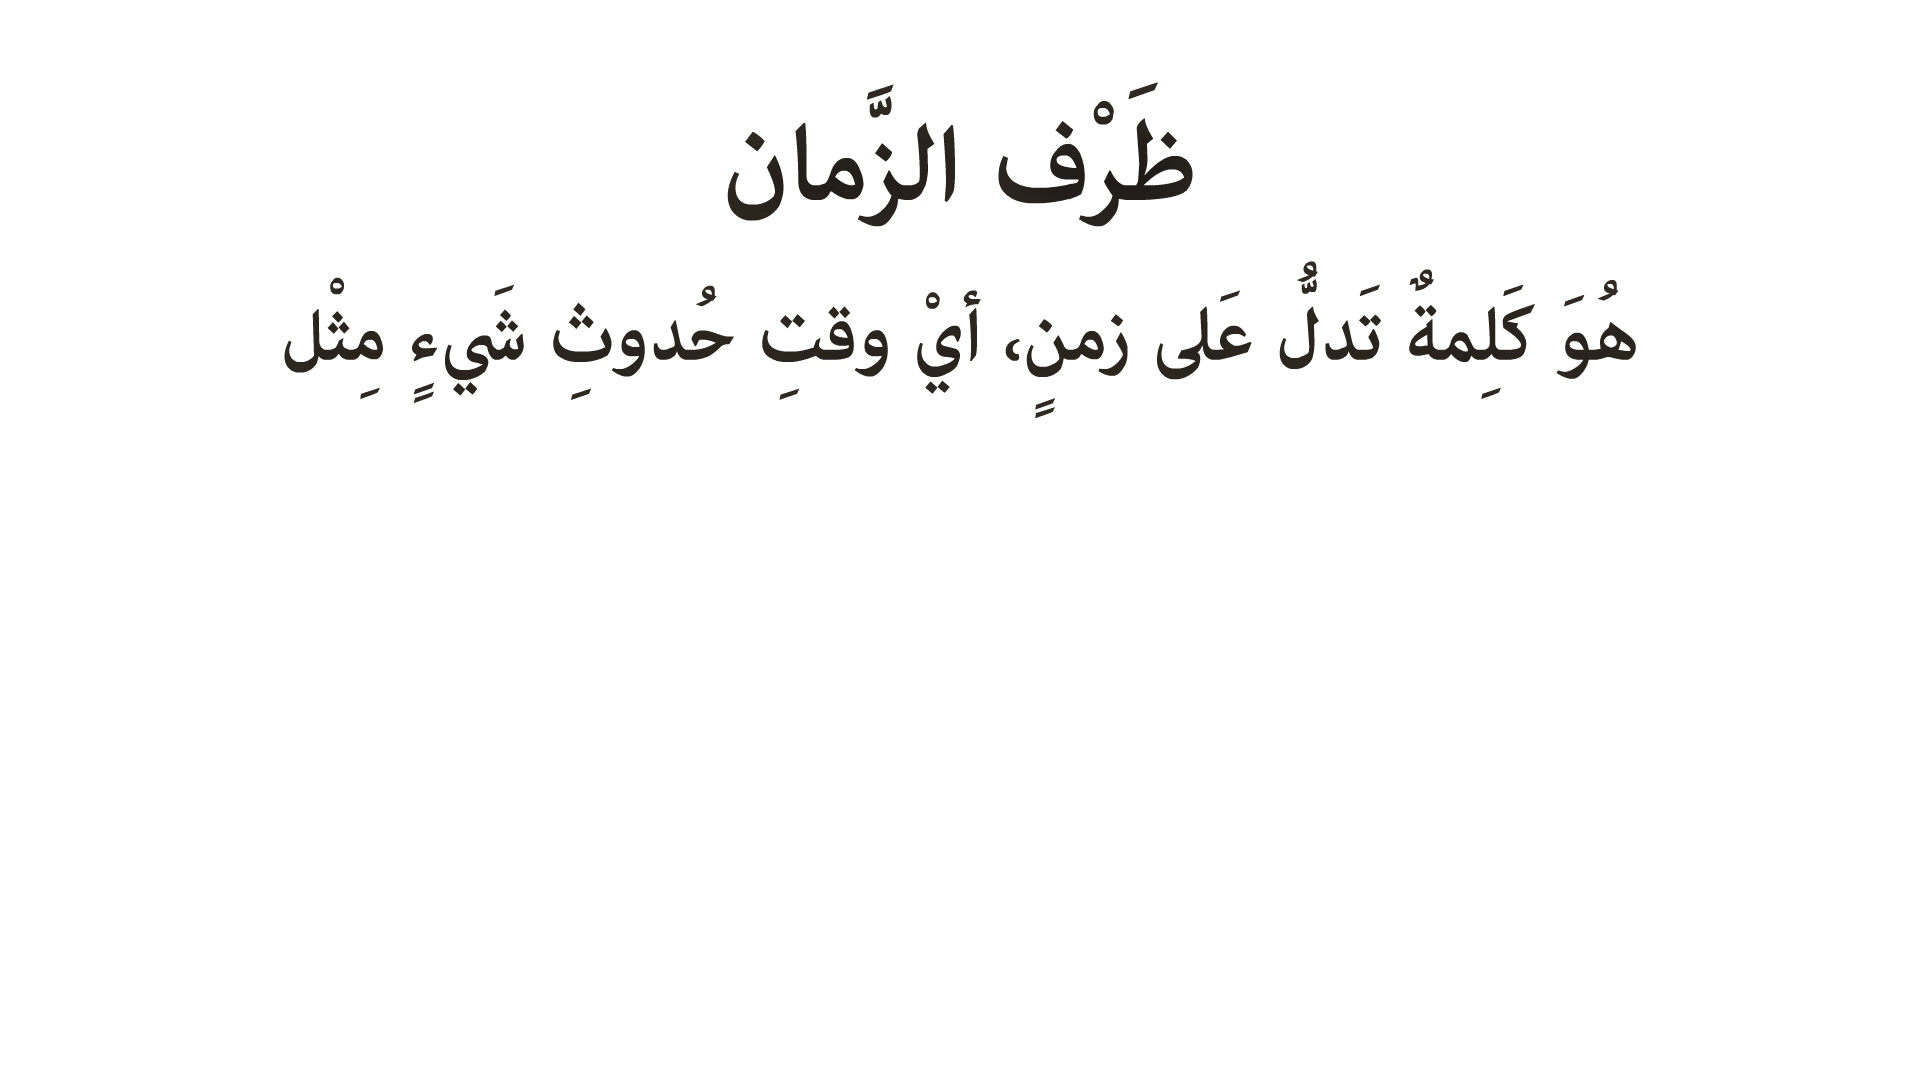 ظَرْف الزَّمان
هُوَ كَلِمةٌ تَدلُّ عَلى زمنٍ، أيْ وقتِ حُدوثِ شَيءٍ مِثْل